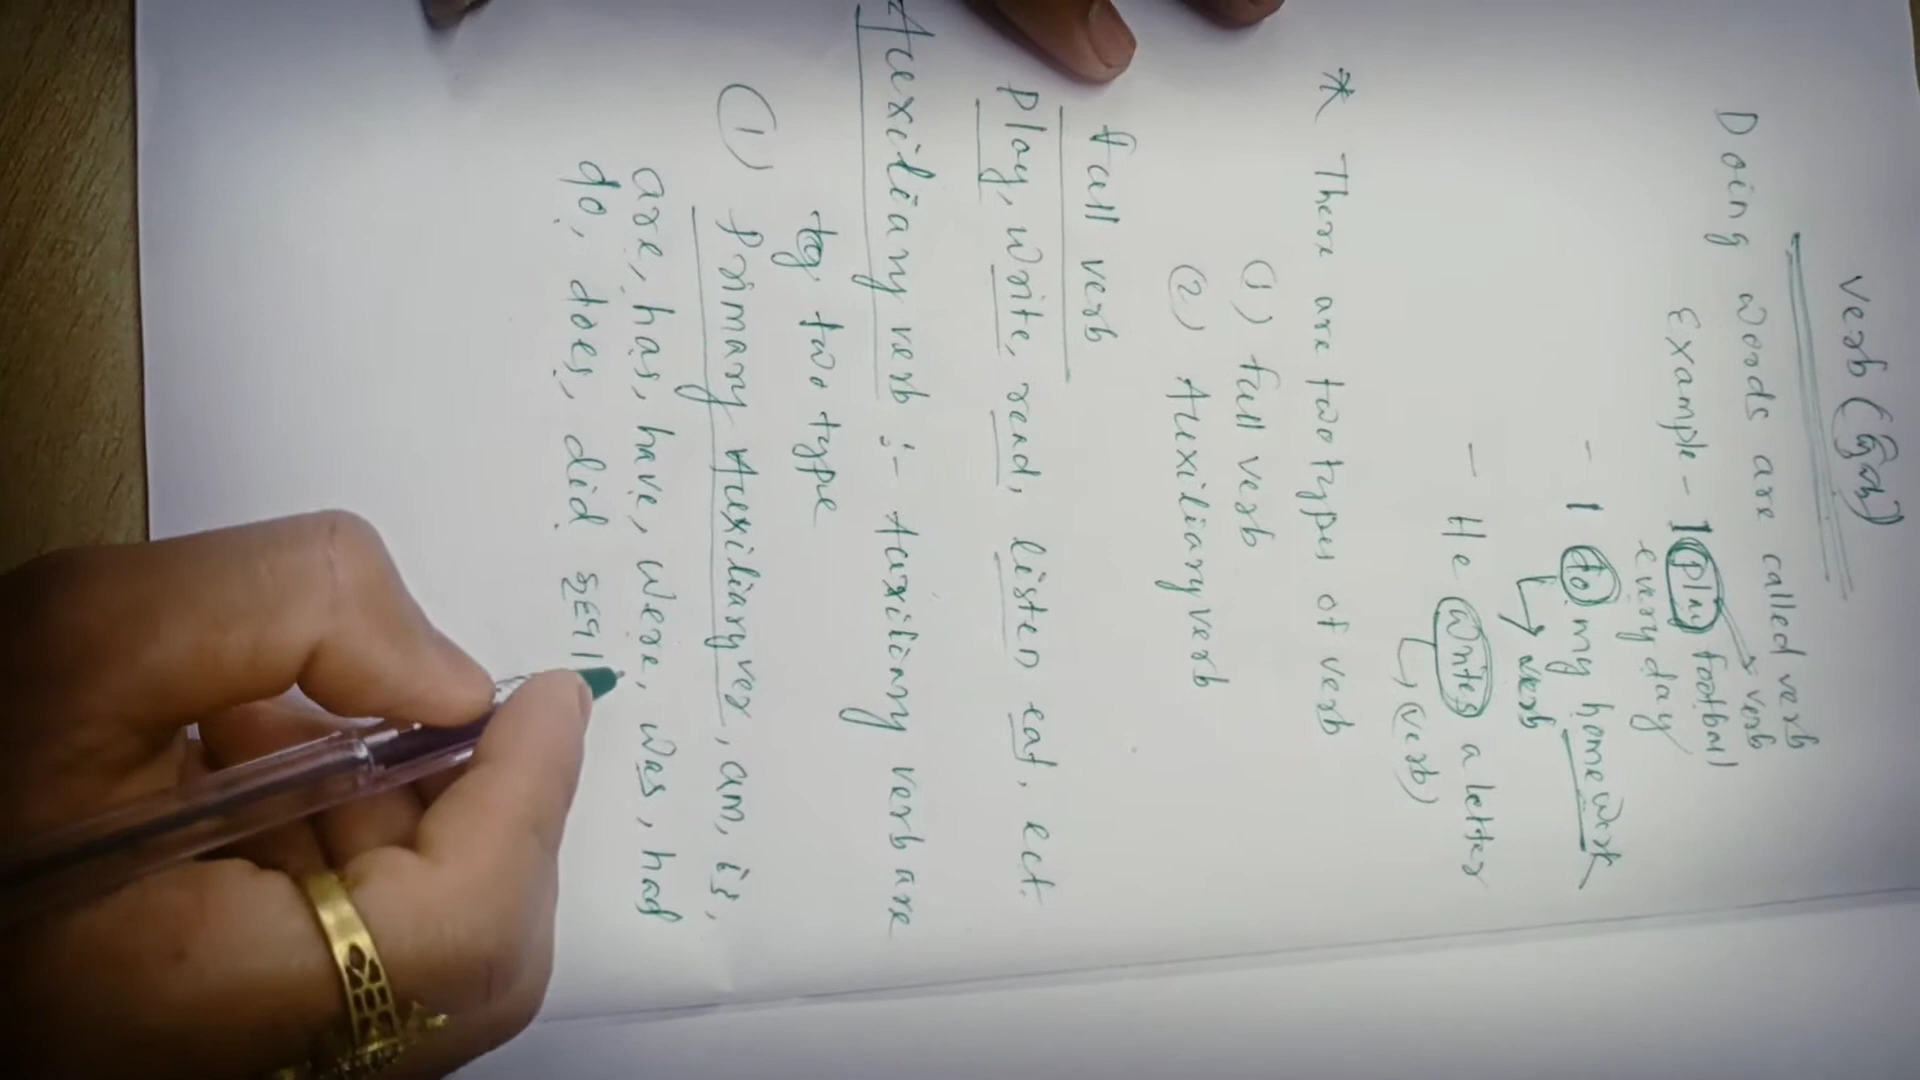 verb (
Doing words are called verb
Example - I play football
verb
every day
- I do my home work
verb
- He writes a letter
(verb)
* There are two types of verb
(1) full verb
(2) Auxiliary verb
full verb
Play, write, read, listen eat, ect.
Auxiliary verb :- Auxiliary verb are
two type
(1) Primary Auxiliary ver, am, is,
are, has, have, were, was, had
do, does, did